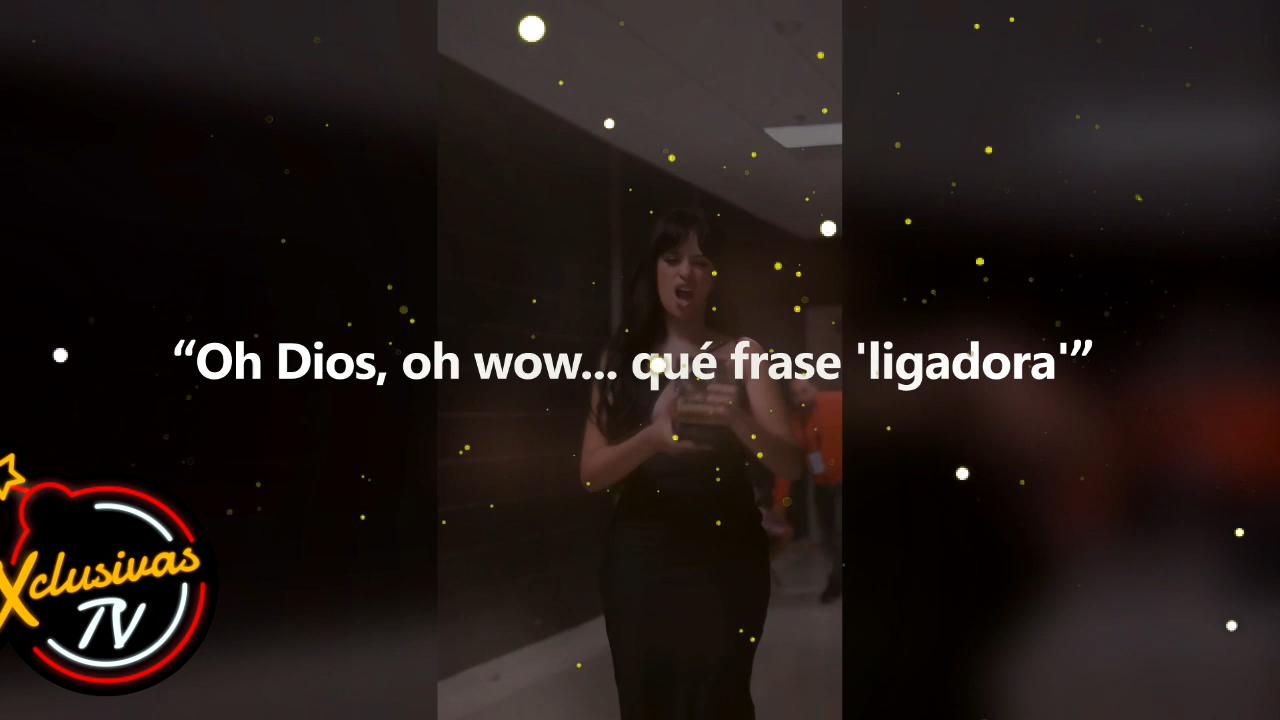 “Oh Dios, oh wow... qué frase 'ligadora'”
Xclusivas
TV